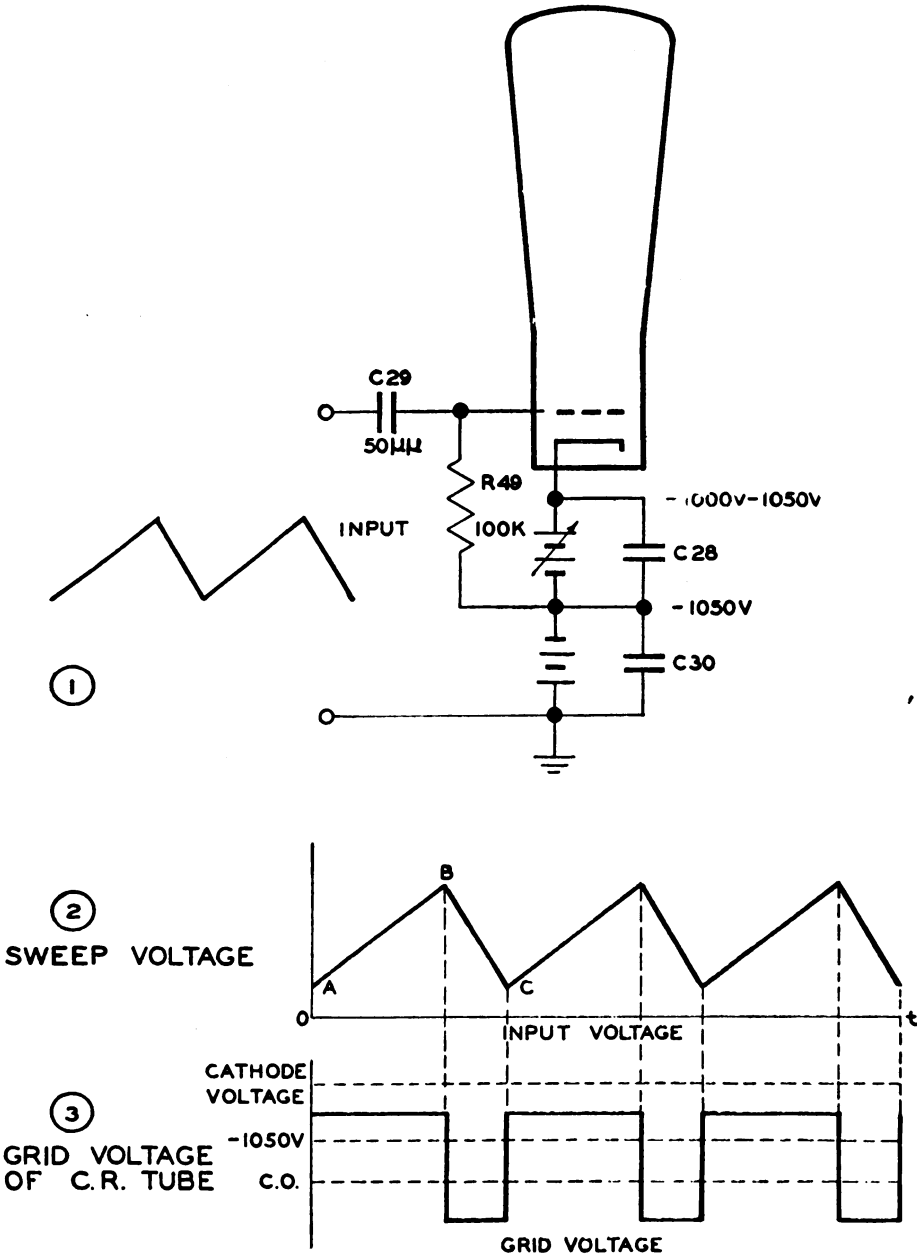 C29
50μμ
R49
100K
INPUT
-1000V-1050V
C28
-1050V
C30
1
2
SWEEP VOLTAGE
A
B
C
0
t
INPUT VOLTAGE
CATHODE
VOLTAGE
3
GRID VOLTAGE
OF C.R. TUBE
-1050V
C.O.
GRID VOLTAGE